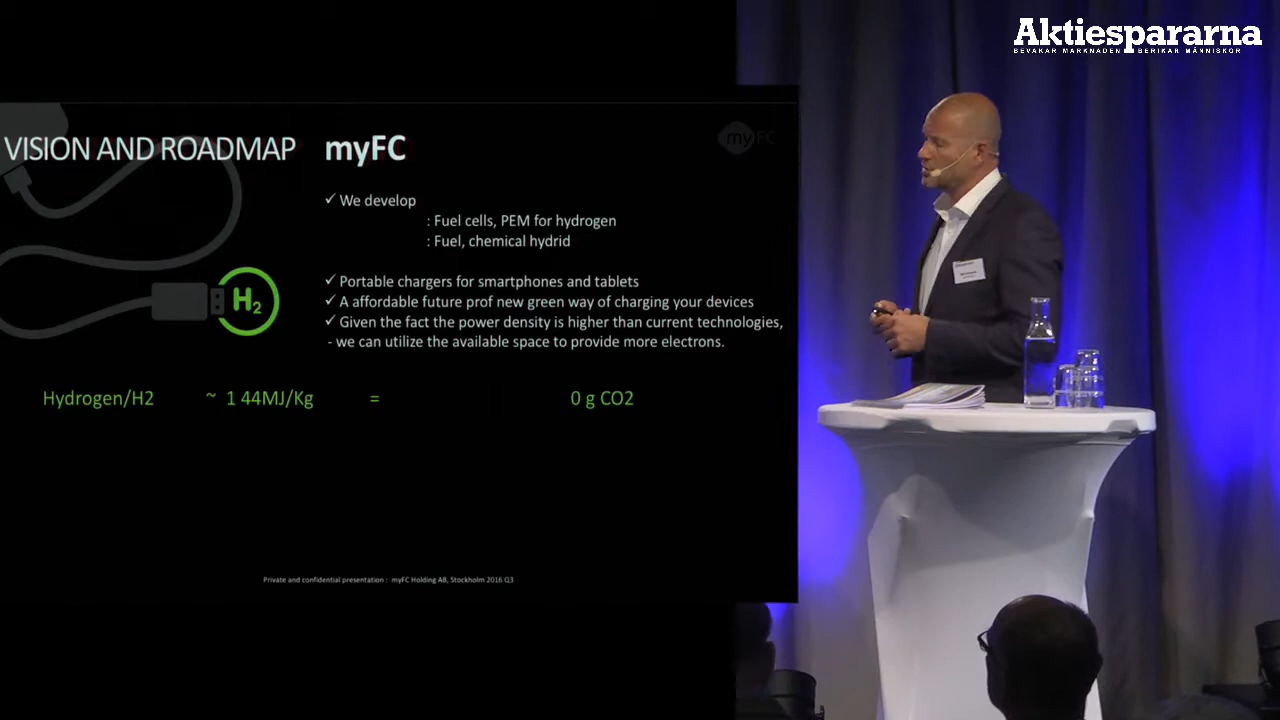 Aktiespararna
BEVAKAR MARKNADEN BERIKAR MÄNNISKOR
VISION AND ROADMAP myFC
myFC
✓ We develop
: Fuel cells, PEM for hydrogen
: Fuel, chemical hydrid
✓ Portable chargers for smartphones and tablets
✓ A affordable future prof new green way of charging your devices
✓ Given the fact the power density is higher than current technologies,
- we can utilize the available space to provide more electrons.
H2
Hydrogen/H2 ~ 1 44MJ/Kg = 0 g CO2
Private and confidential presentation : myFC Holding AB, Stockholm 2016 Q3